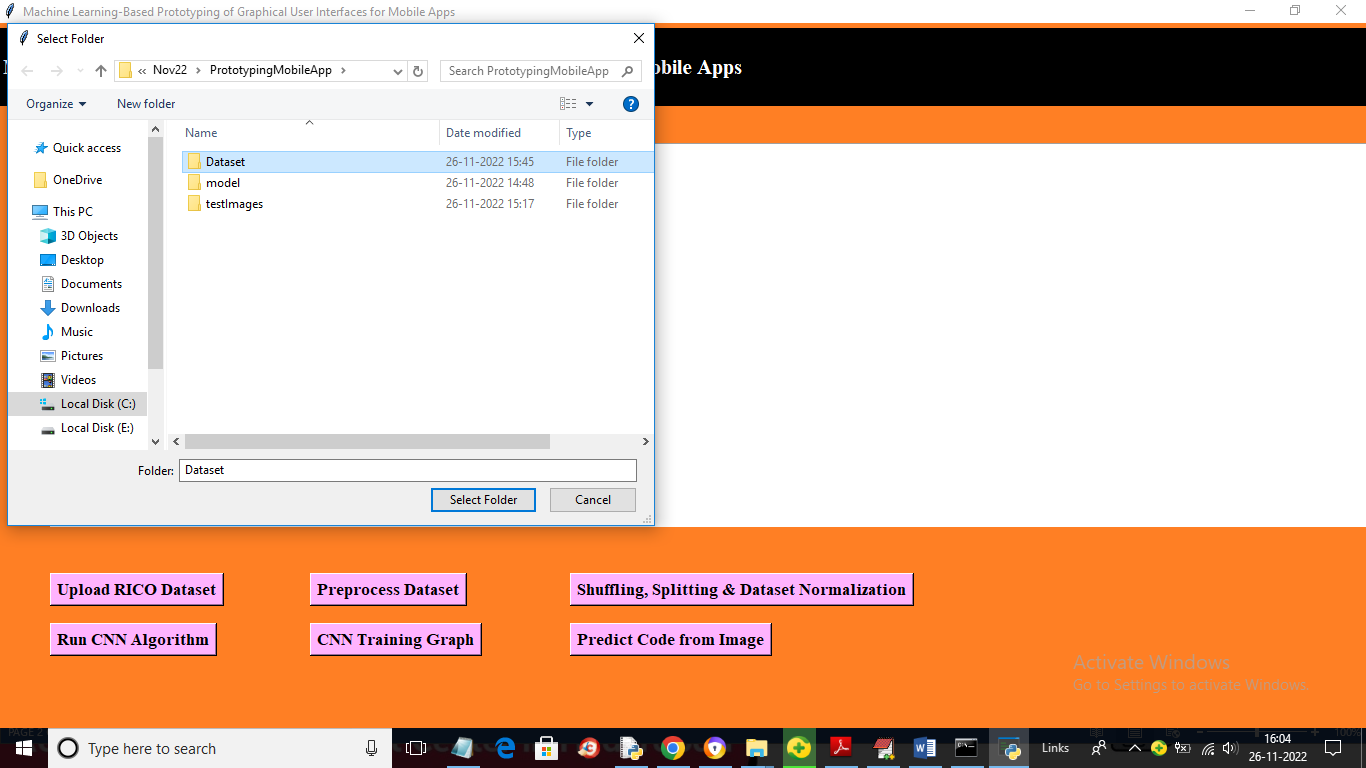 Machine Learning-Based Prototyping of Graphical User Interfaces for Mobile Apps
Select Folder
« Nov22 › PrototypingMobileApp ›
Search PrototypingMobileApp
obile Apps
Organize
New folder
Name Date modified Type
Quick access
OneDrive
This PC
3D Objects
Desktop
Documents
Downloads
Music
Pictures
Videos
Local Disk (C:)
Local Disk (E:)
Dataset 26-11-2022 15:45 File folder
model 26-11-2022 14:48 File folder
testImages 26-11-2022 15:17 File folder
Folder: Dataset
Select Folder Cancel
Upload RICO Dataset Preprocess Dataset Shuffling, Splitting & Dataset Normalization
Run CNN Algorithm CNN Training Graph Predict Code from Image
Activate Windows
Go to Settings to activate Windows.
PAGE 2
100%
Type here to search
Links
16:04
26-11-2022